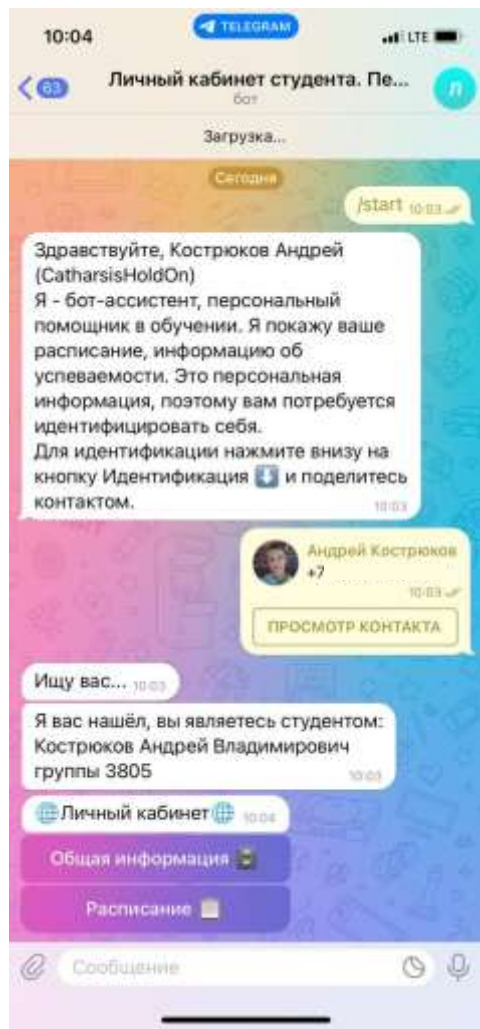 10:04
TELEGRAM
LTE
63
Личный кабинет студента. Пе...
бот
Л
Загрузка...
Сегодня
/start 10:03
Здравствуйте, Кострюков Андрей
(CatharsisHoldOn)
Я - бот-ассистент, персональный
помощник в обучении. Я покажу ваше
расписание, информацию об
успеваемости. Это персональная
информация, поэтому вам потребуется
идентифицировать себя.
Для идентификации нажмите внизу на
кнопку Идентификация ⬇️ и поделитесь
контактом.
10:03
Андрей Кострюков
+7
10:03
ПРОСМОТР КОНТАКТА
Ищу вас... 10:03
Я вас нашёл, вы являетесь студентом:
Кострюков Андрей Владимирович
группы 3805
10:03
🌐Личный кабинет🌐 10:04
Общая информация
Расписание 📋
Сообщение